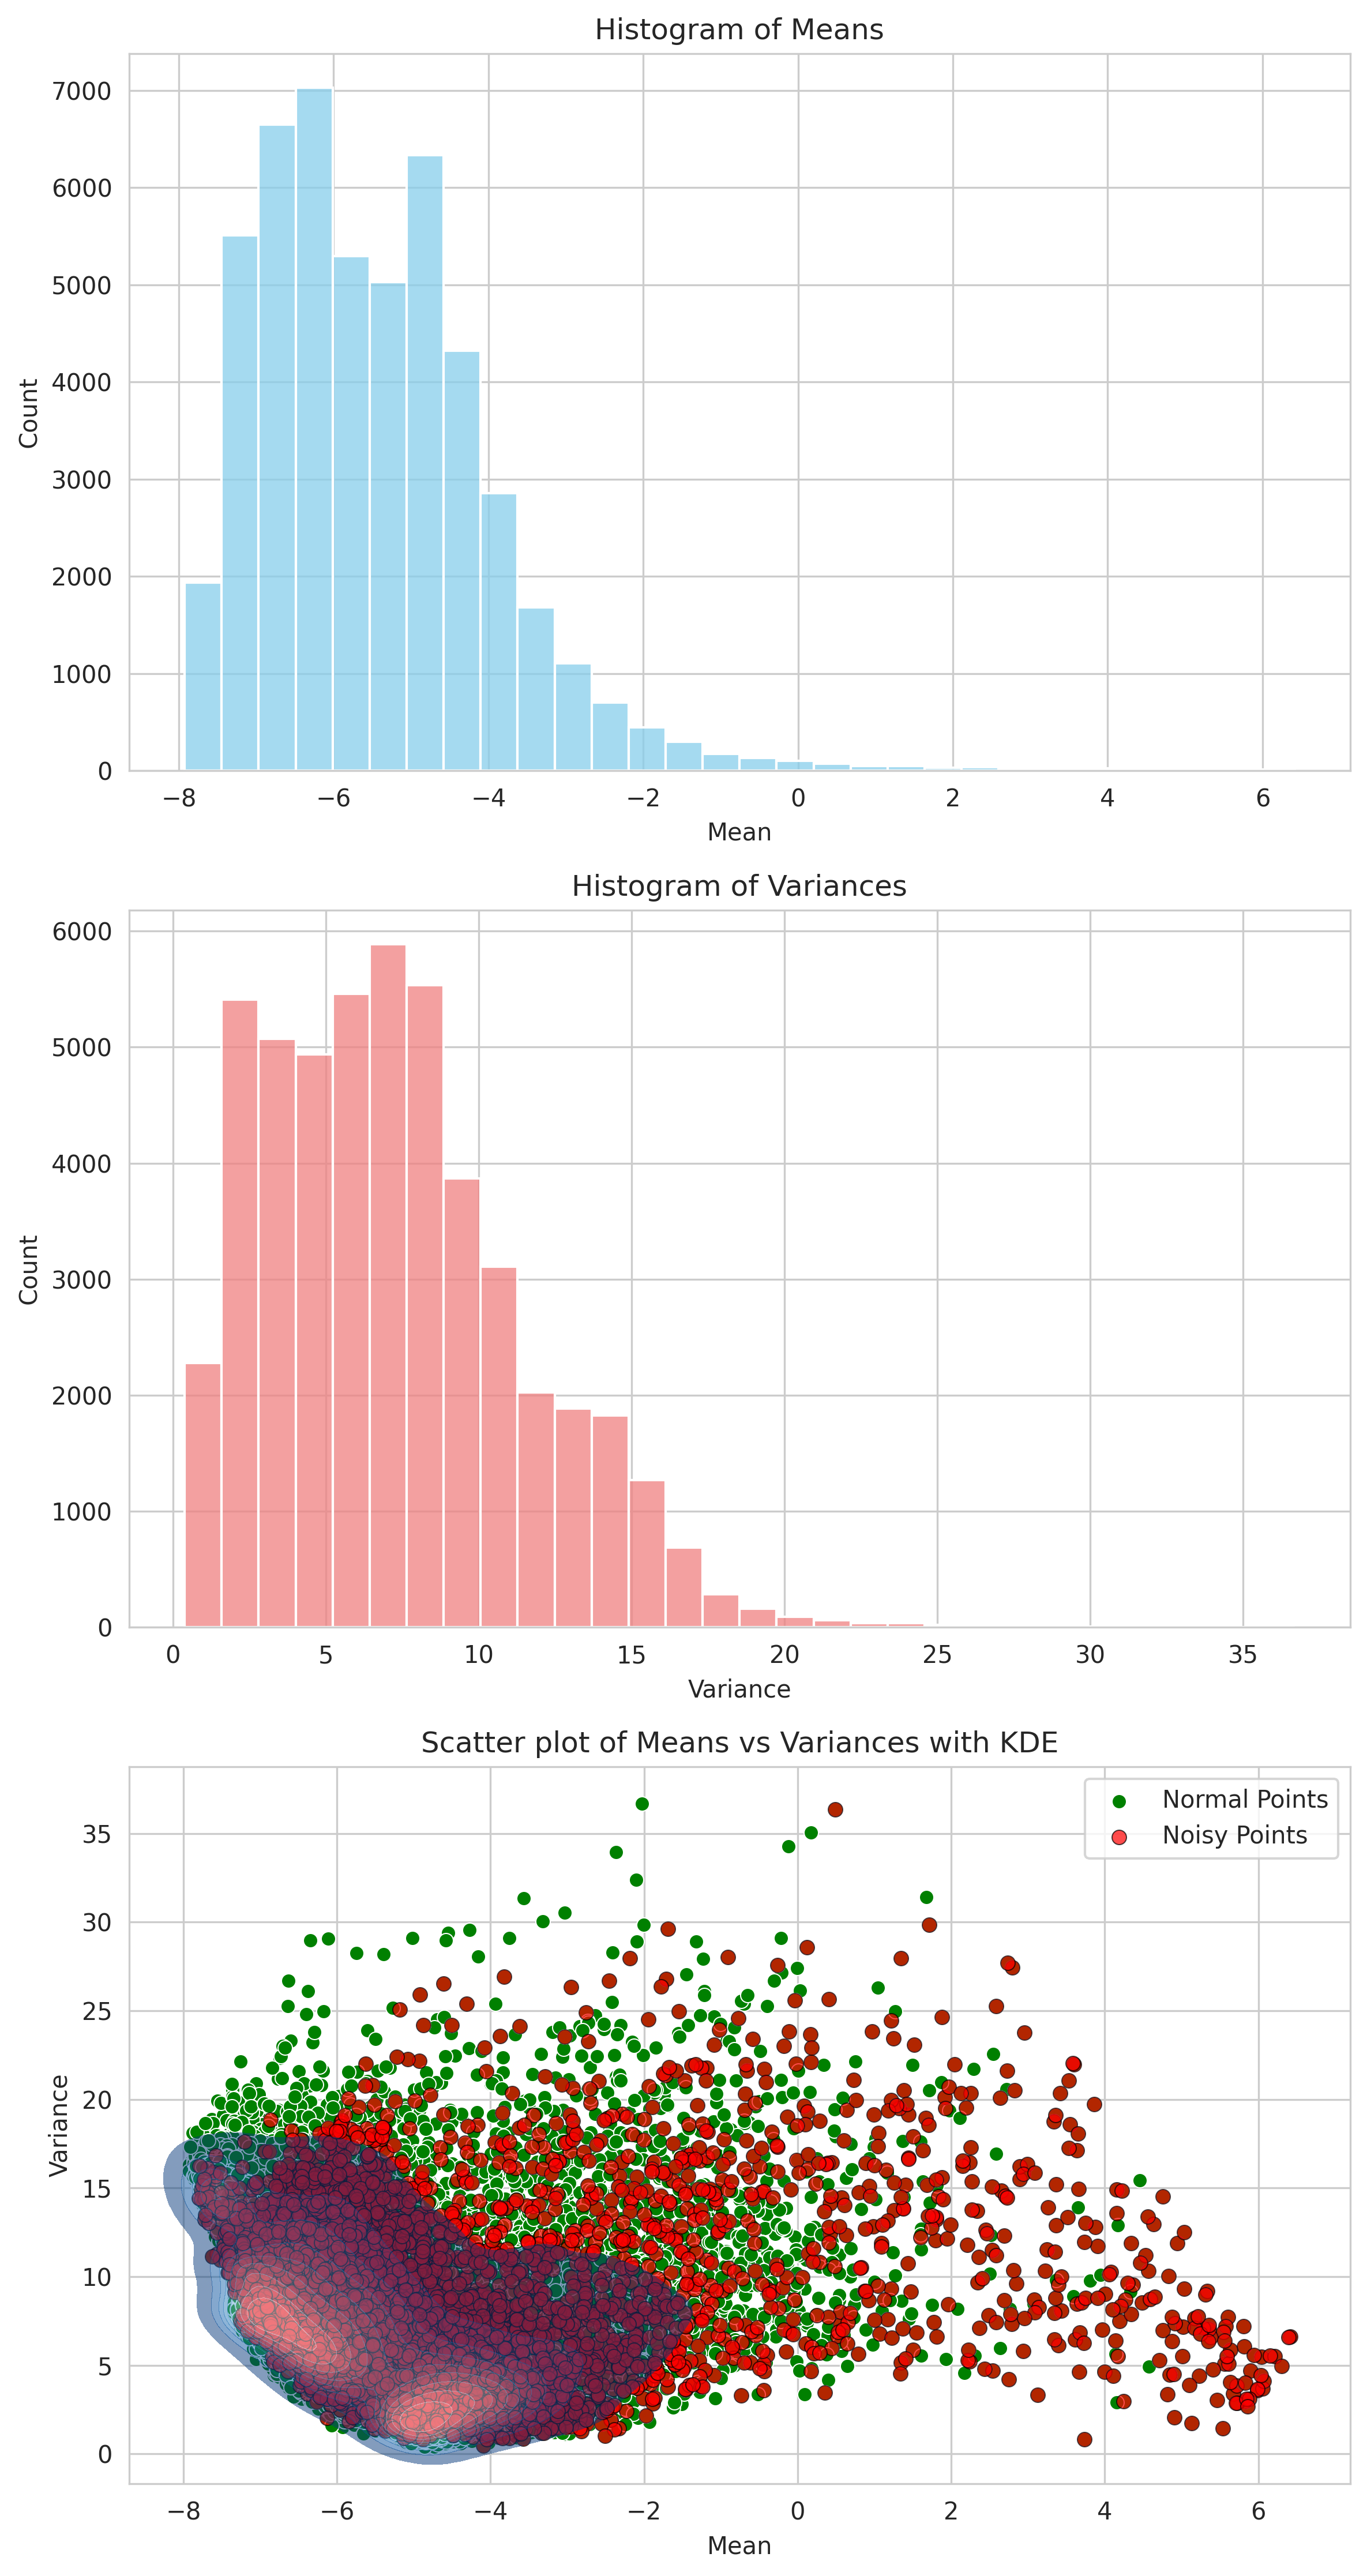 Histogram of Means
7000
6000
5000
4000
3000
2000
1000
0
Count
−8 −6 −4 −2 0 2 4 6
Mean
Histogram of Variances
6000
5000
4000
3000
2000
1000
0
Count
0 5 10 15 20 25 30 35
Variance
Scatter plot of Means vs Variances with KDE
Normal Points
Noisy Points
35
30
25
20
15
10
5
0
Variance
−8 −6 −4 −2 0 2 4 6
Mean